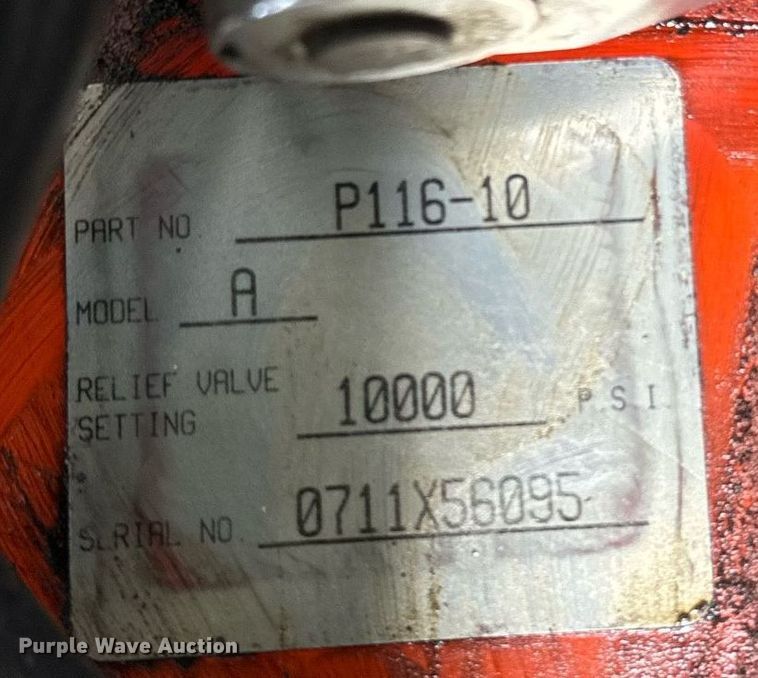 PART NO. P116-10
MODEL A
RELIEF VALVE
SETTING 10000 P.S.I.
SERIAL NO. 0711X56095
Purple Wave Auction